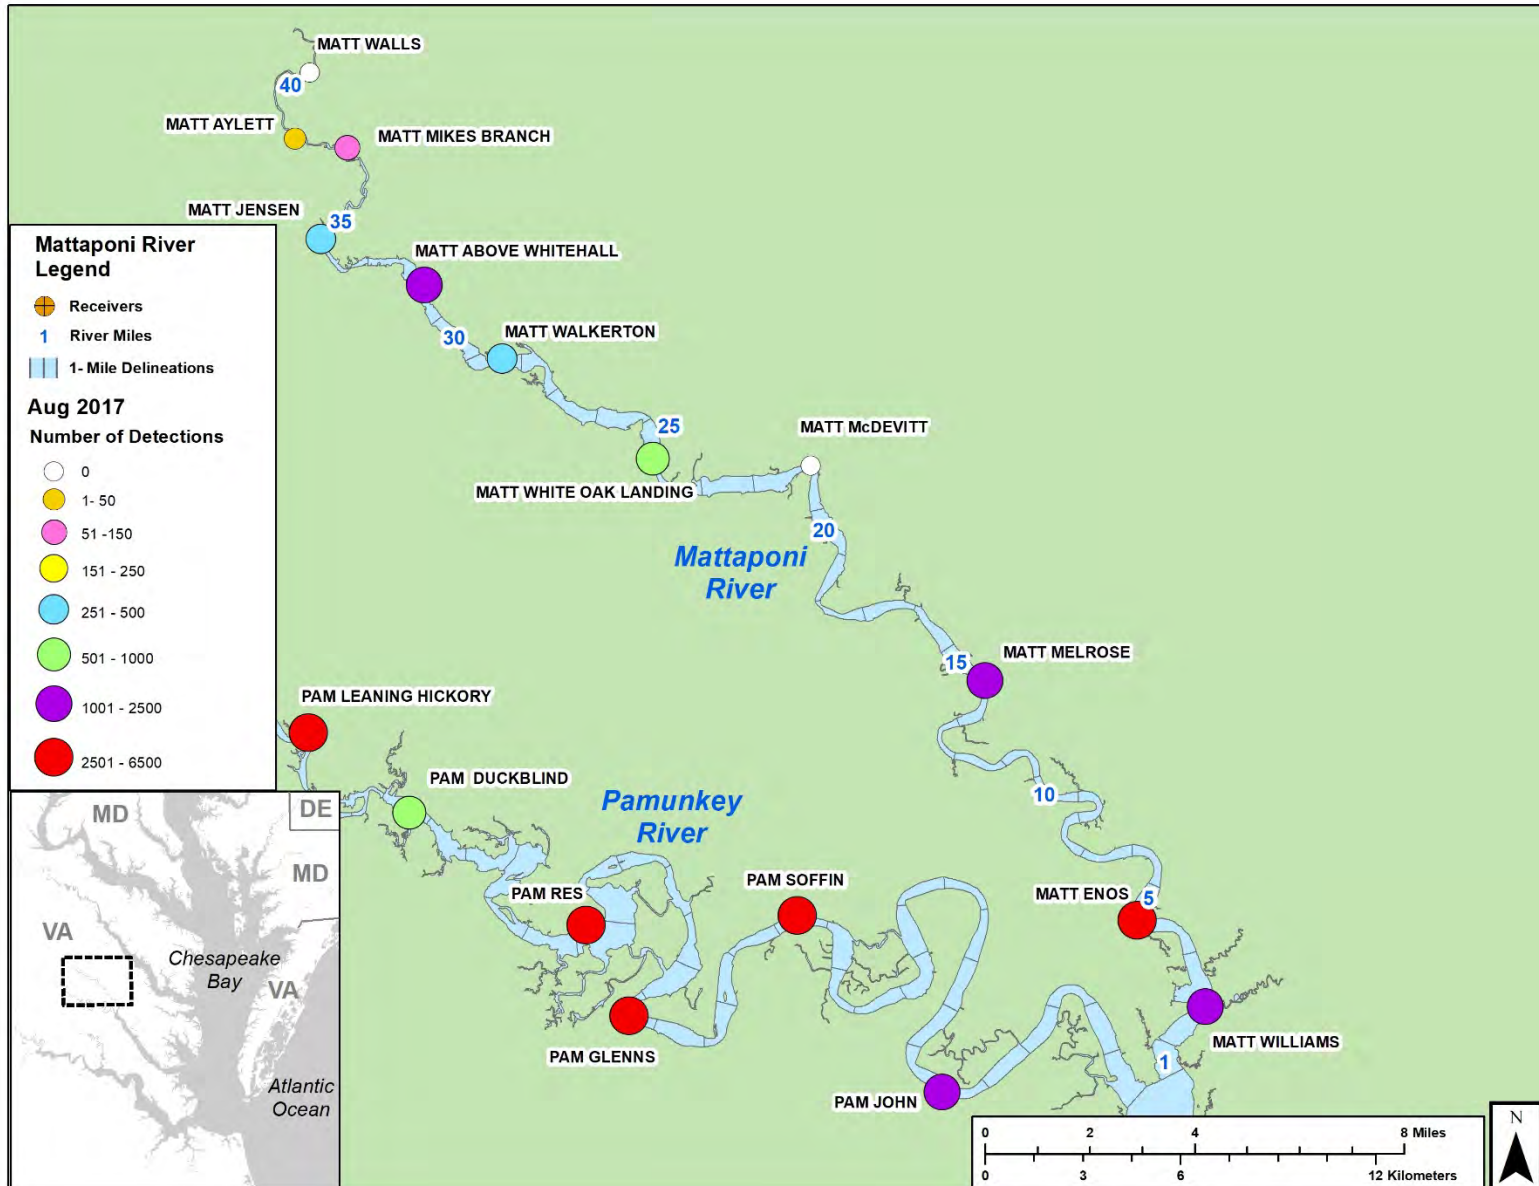 MATT WALLS
40
MATT AYLETT
MATT MIKES BRANCH
MATT JENSEN
35
MATT ABOVE WHITEHALL
30
MATT WALKERTON
25
MATT McDEVITT
MATT WHITE OAK LANDING
20
Mattaponi
River
15
MATT MELROSE
10
MATT ENOS
5
MATT WILLIAMS
1
PAM LEANING HICKORY
PAM DUCKBLIND
Pamunkey
River
PAM RES
PAM SOFFIN
PAM GLENNS
PAM JOHN
Mattaponi River
Legend
Receivers
1 River Miles
1- Mile Delineations
Aug 2017
Number of Detections
0
1- 50
51 -150
151 - 250
251 - 500
501 - 1000
1001 - 2500
2501 - 6500
MD
DE
MD
VA
Chesapeake
Bay
VA
Atlantic
Ocean
0 2 4 8 Miles
0 3 6 12 Kilometers
N